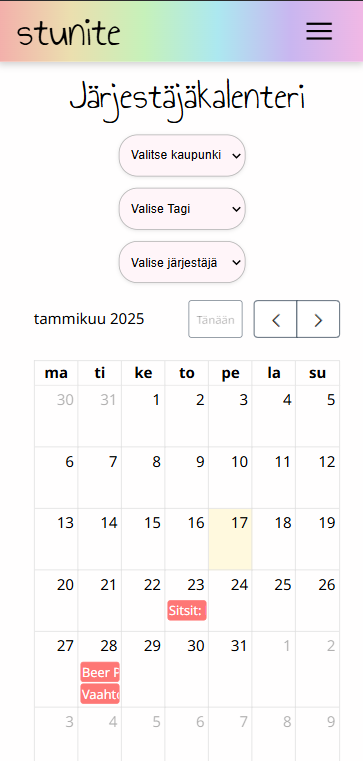 stunite
Järjestäjäkalenteri
Valitse kaupunki
Valise Tagi
Valise järjestäjä
tammikuu 2025 Tänään
ma ti ke to pe la su
30 31 1 2 3 4 5
6 7 8 9 10 11 12
13 14 15 16 17 18 19
20 21 22 23 24 25 26
Sitsit:
27 28 29 30 31 1 2
Beer P
Vaahto
3 4 5 6 7 8 9